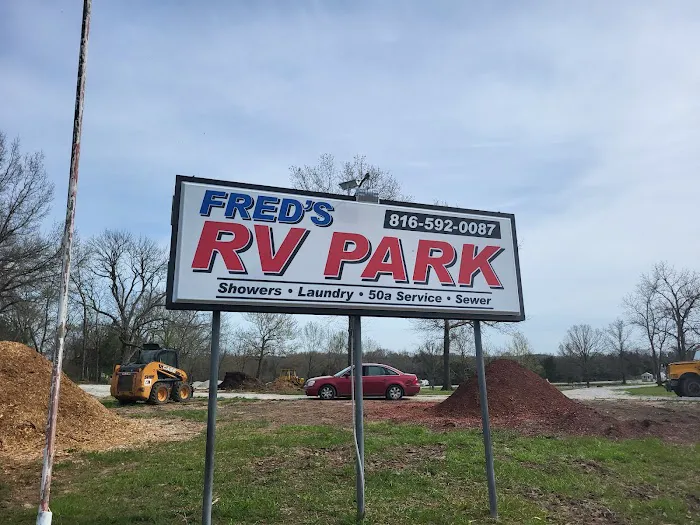 FRED'S
816-592-0087
RV PARK
Showers • Laundry • 50a Service • Sewer